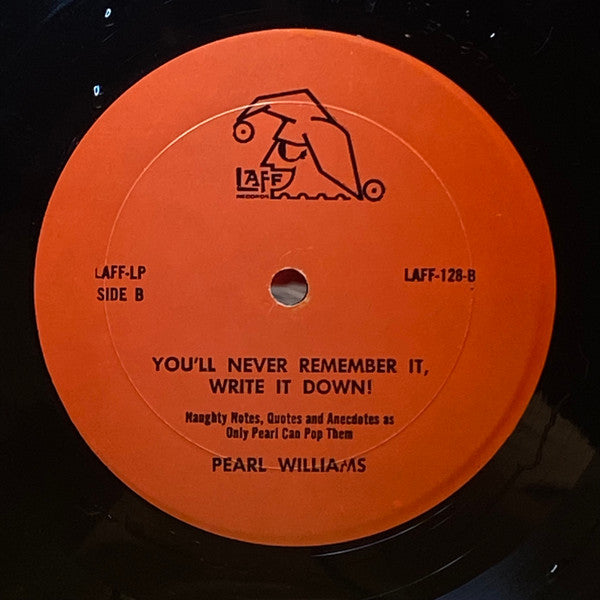 LAFF
RECORDS
LAFF-LP
SIDE B
LAFF-128-B
YOU'LL NEVER REMEMBER IT,
WRITE IT DOWN!
Naughty Notes, Quotes and Anecdotes as
Only Pearl Can Pop Them
PEARL WILLIAMS